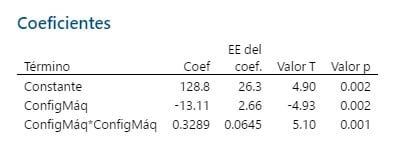 Coeficientes
EE del
Término Coef coef. Valor T Valor p
Constante 128.8 26.3 4.90 0.002
ConfigMáq -13.11 2.66 -4.93 0.002
ConfigMáq*ConfigMáq 0.3289 0.0645 5.10 0.001